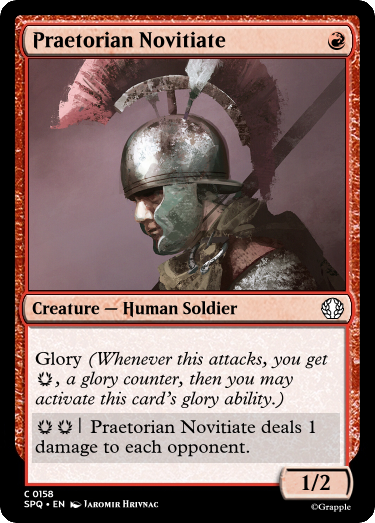 Praetorian Novitiate
Creature — Human Soldier
Glory (Whenever this attacks, you get
, a glory counter, then you may
activate this card's glory ability.)
| Praetorian Novitiate deals 1
damage to each opponent.
1/2
C 0158
SPQ • EN Jaromir Hrivnac
©Grapple